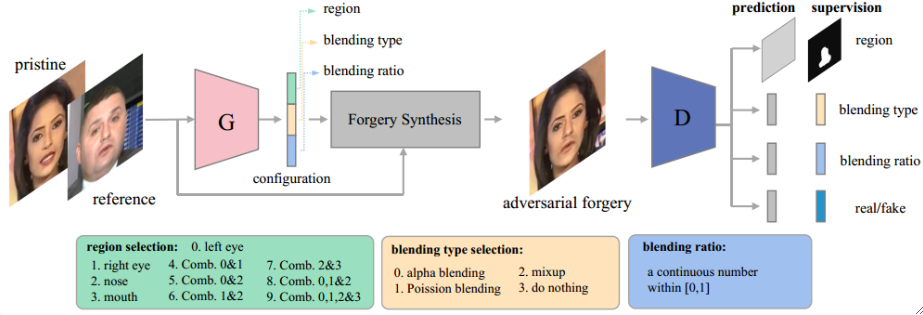 prediction supervision
region
blending type
blending ratio
pristine
reference
G
configuration
Forgery Synthesis
adversarial forgery
D
region
blending type
blending ratio
real/fake
region selection: 0. left eye
1. right eye 4. Comb. 0&1 7. Comb. 2&3
2. nose 5. Comb. 0&2 8. Comb. 0,1&2
3. mouth 6. Comb. 1&2 9. Comb. 0,1,2&3
blending type selection:
0. alpha blending 2. mixup
1. Poission blending 3. do nothing
blending ratio:
a continuous number
within [0,1]